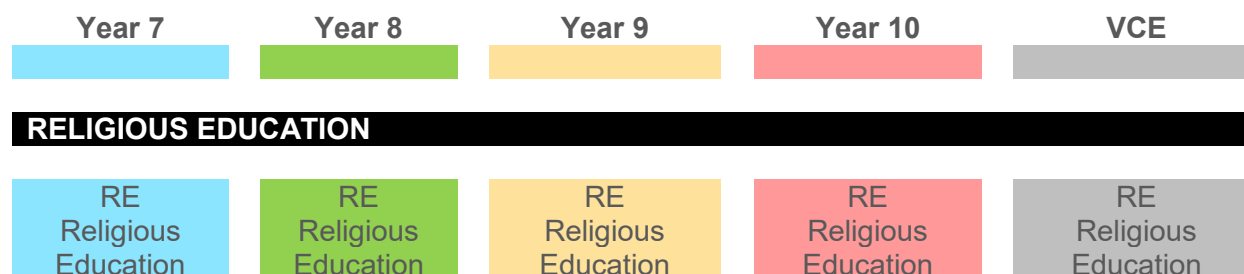 Year 7 Year 8 Year 9 Year 10 VCE
RELIGIOUS EDUCATION
RE RE RE RE RE
Religious Religious Religious Religious Religious
Education Education Education Education Education